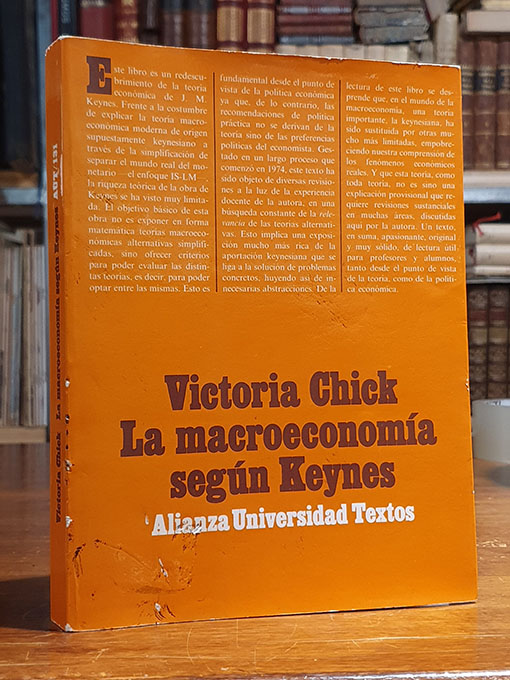 Este libro es un redescu-
brimiento de la teoría
económica de J. M.
Keynes. Frente a la costumbre
de explicar la teoría macro-
económica moderna de origen
supuestamente keynesiano a
través de la simplificación de
separar el mundo real del mo-
netario —el enfoque IS-LM—
la riqueza teórica de la obra de
Keynes se ha visto muy limita-
da. El objetivo básico de esta
obra no es exponer en forma
matemática teorías macroeco-
nómicas alternativas simplifi-
cadas, sino ofrecer criterios
para poder evaluar las distin-
tas teorías, es decir, para poder
optar entre las mismas. Esto es
fundamental desde el punto de
vista de la política económica
ya que, de lo contrario, las
recomendaciones de política
práctica no se derivan de la
teoría sino de las preferencias
políticas del economista. Ges-
tado en un largo proceso que
comenzó en 1974, este texto ha
sido objeto de diversas revisio-
nes a la luz de la experiencia
docente de la autora, en una
búsqueda constante de la rele-
vancia de las teorías alternati-
vas. Esto implica una exposi-
ción mucho más rica de la
aportación keynesiana que se
liga a la solución de problemas
concretos, huyendo así de in-
necesarias abstracciones. De la
lectura de este libro se des-
prende que, en el mundo de la
macroeconomía, una teoría
importante, la keynesiana, ha
sido sustituida por otras mu-
cho más limitadas, empobre-
ciendo nuestra comprensión de
los fenómenos económicos
reales. Y que esta teoría, como
toda teoría, no es sino una
explicación provisional que re-
quiere revisiones sustanciales
en muchas áreas, discutidas
aquí por la autora. Un texto,
en suma, apasionante, original
y muy sólido, de lectura útil
para profesores y alumnos,
tanto desde el punto de vista
de la teoría, como de la políti-
ca económica.
Victoria Chick
La macroeconomía
según Keynes
Alianza Universidad Textos
Victoria Chick La macroeconomía según Keynes AUT/131